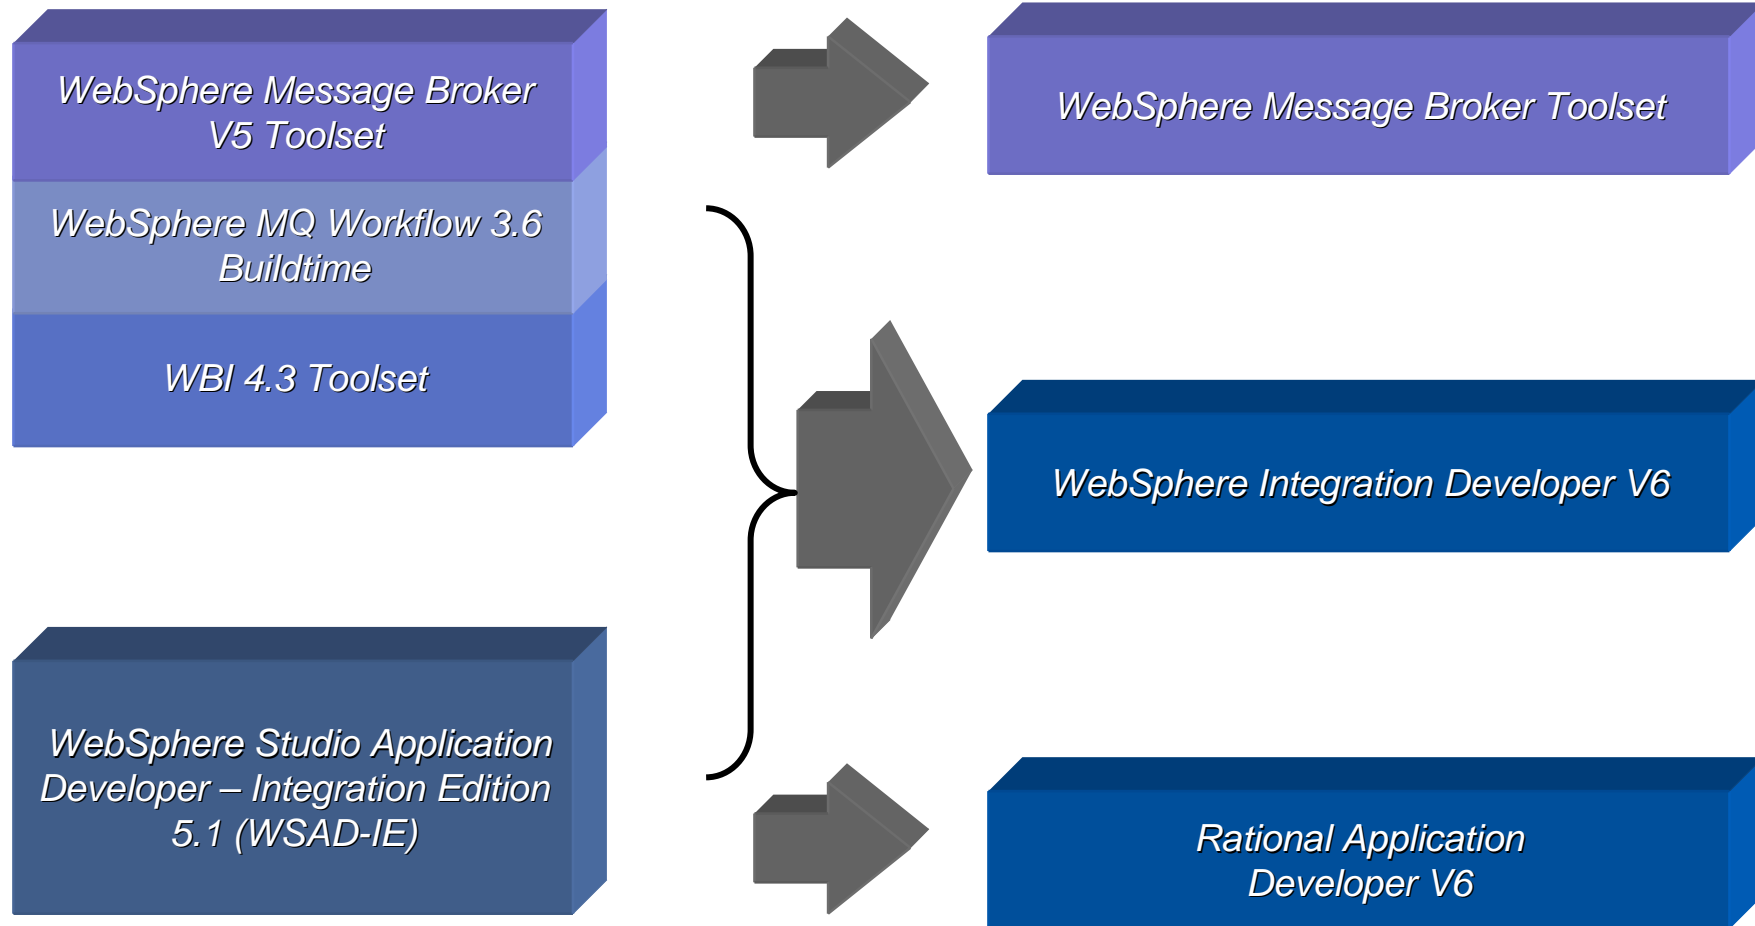 WebSphere Message Broker
V5 Toolset
WebSphere MQ Workflow 3.6
Buildtime
WBI 4.3 Toolset
WebSphere Studio Application
Developer – Integration Edition
5.1 (WSAD-IE)
WebSphere Message Broker Toolset
WebSphere Integration Developer V6
Rational Application
Developer V6